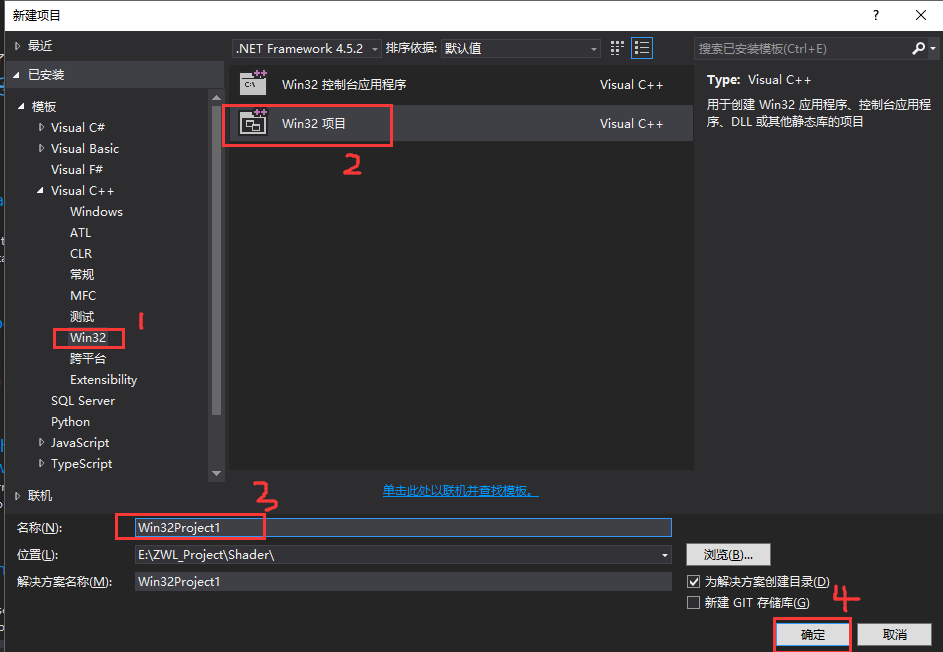 新建项目
?
最近
.NET Framework 4.5.2
排序依据:
默认值
搜索已安装模板(Ctrl+E)
已安装
模板
Visual C#
Visual Basic
Visual F#
Visual C++
Windows
ATL
CLR
常规
MFC
测试
Win32
1
跨平台
Extensibility
SQL Server
Python
JavaScript
TypeScript
联机
Win32 控制台应用程序
Visual C++
Win32 项目
Visual C++
2
Type: Visual C++
用于创建 Win32 应用程序、控制台应用程
序、DLL 或其他静态库的项目
单击此处以联机并查找模板。
3
名称(N):
Win32Project1
位置(L):
E:\ZWL_Project\Shader\
浏览(B)...
解决方案名称(M):
Win32Project1
为解决方案创建目录(D)
新建 GIT 存储库(G)
4
确定
取消